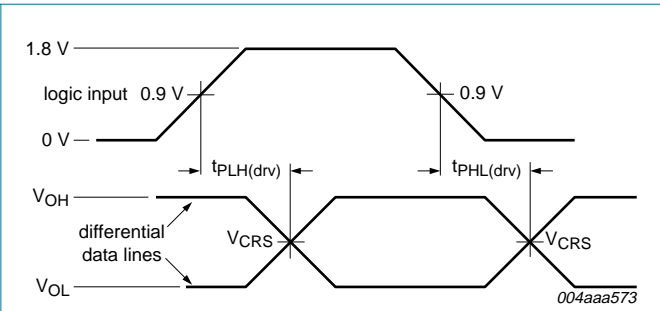 1.8 V
logic input 0.9 V
0.9 V
0 V
tPLH(drv)
tPHL(drv)
VOH
differential
data lines
VCRS
VCRS
VOL
004aaa573